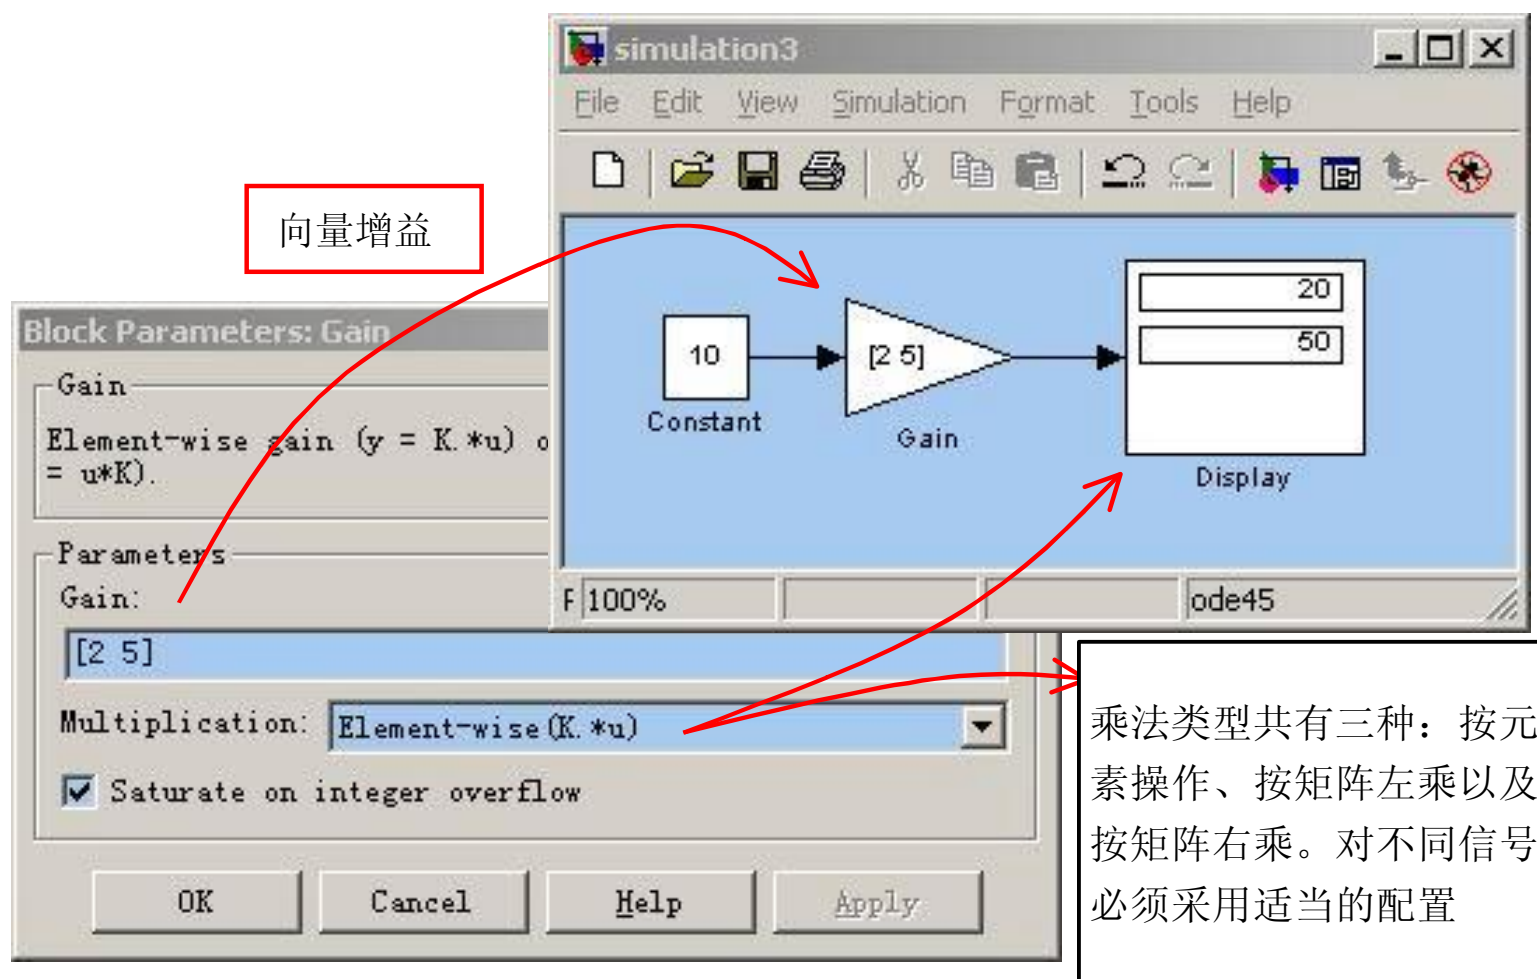 simulation3
File Edit View Simulation Format Tools Help
向量增益
20
50
10
[2 5]
Constant
Gain
Display
F 100%
ode45
Block Parameters: Gain
Gain
Element-wise gain (y = K.*u) o
= u*K).
Parameters
Gain:
[2 5]
Multiplication: Element-wise(K.*u)
Saturate on integer overflow
OK Cancel Help Apply
乘法类型共有三种：按元
素操作、按矩阵左乘以及
按矩阵右乘。对不同信号
必须采用适当的配置